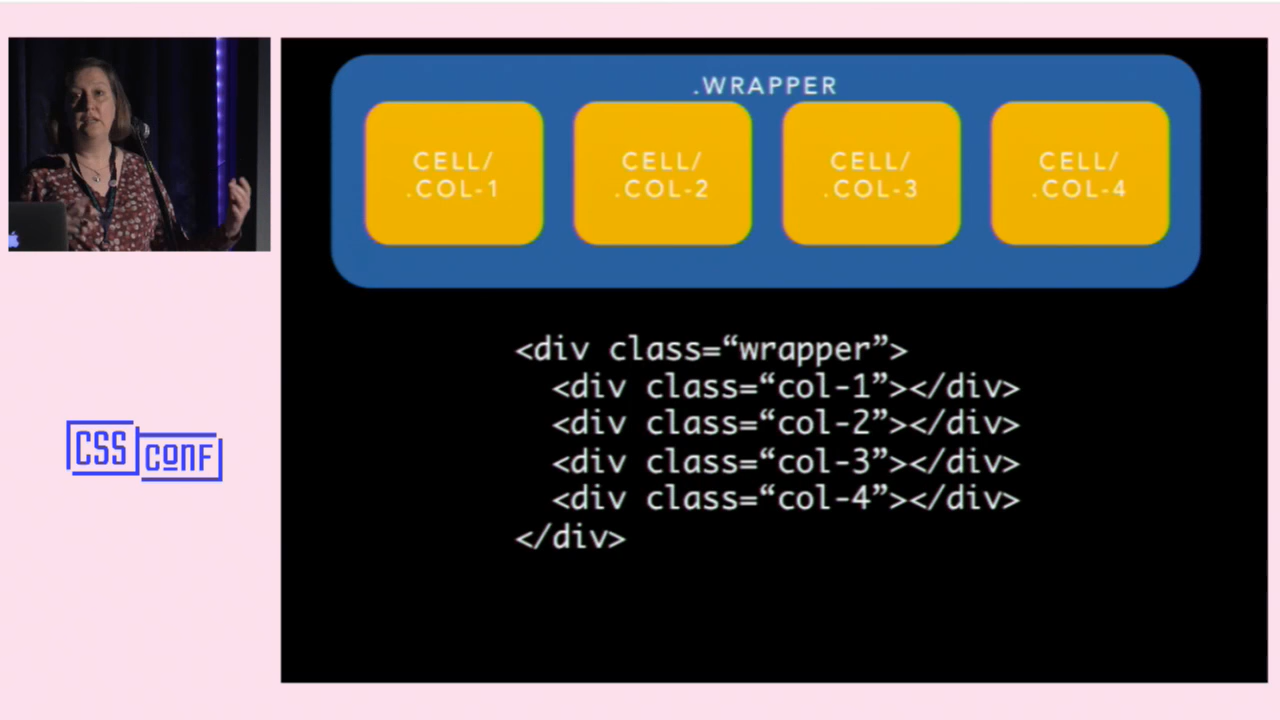 .WRAPPER
CELL/
.COL-1
CELL/
.COL-2
CELL/
.COL-3
CELL/
.COL-4
<div class=“wrapper”>
  <div class=“col-1”></div>
  <div class=“col-2”></div>
  <div class=“col-3”></div>
  <div class=“col-4”></div>
</div>
CSS
CONF